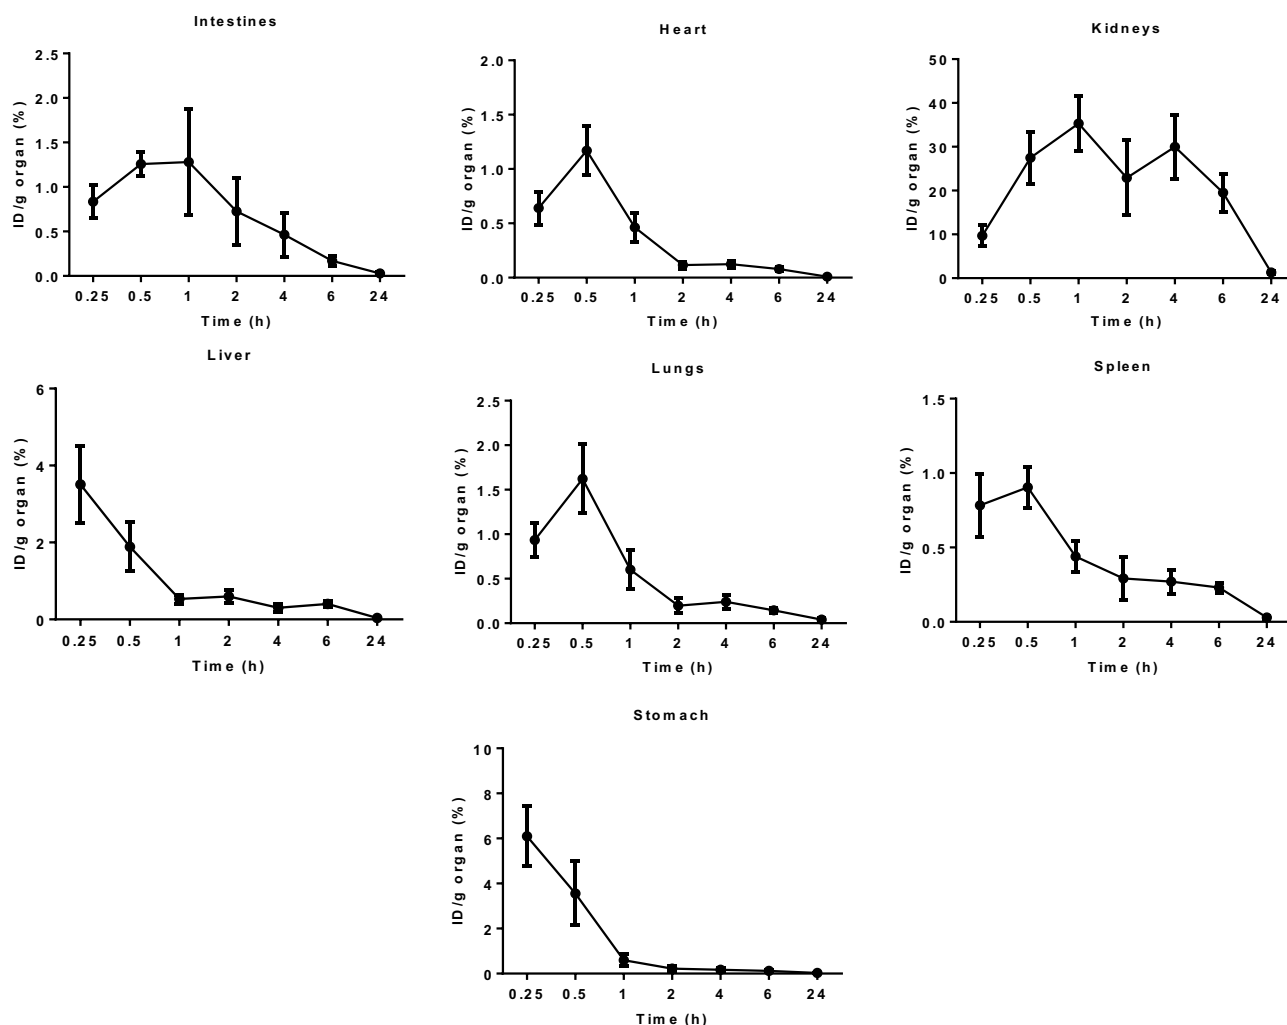 Intestines
ID/g organ (%)
2.5
2.0
1.5
1.0
0.5
0.0
0.25 0.5 1 2 4 6 24
Time (h)
Heart
ID/g organ (%)
2.0
1.5
1.0
0.5
0.0
0.25 0.5 1 2 4 6 24
Time (h)
Kidneys
ID/g organ (%)
50
40
30
20
10
0
0.25 0.5 1 2 4 6 24
Time (h)
Liver
ID/g organ (%)
6
4
2
0
0.25 0.5 1 2 4 6 24
Time (h)
Lungs
ID/g organ (%)
2.5
2.0
1.5
1.0
0.5
0.0
0.25 0.5 1 2 4 6 24
Time (h)
Spleen
ID/g organ (%)
1.5
1.0
0.5
0.0
0.25 0.5 1 2 4 6 24
Time (h)
Stomach
ID/g organ (%)
10
8
6
4
2
0
0.25 0.5 1 2 4 6 24
Time (h)